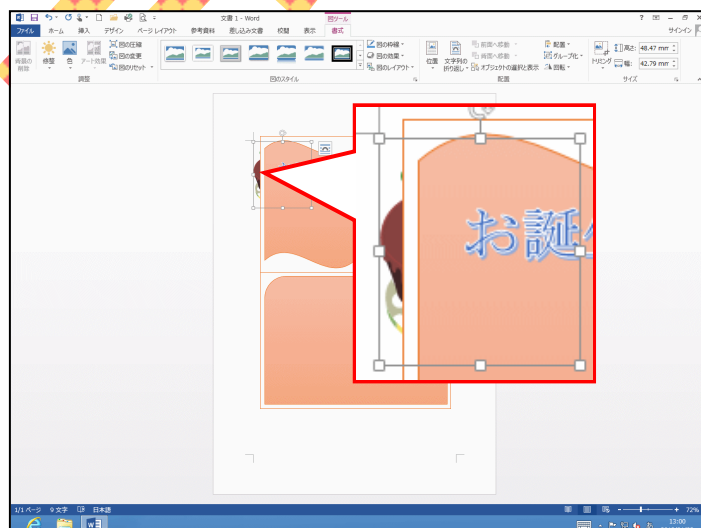 文書 1 - Word
図ツール
ファイル ホーム 挿入 デザイン ページ レイアウト 参考資料 差し込み文書 校閲 表示 書式
サインイン
背景の削除
修整
色
アート効果
図の圧縮
図の変更
図のリセット
調整
図のスタイル
図の枠線
図の効果
図のレイアウト
位置
文字列の折り返し
前面へ移動
背面へ移動
オブジェクトの選択と表示
配置
グループ化
回転
配置
トリミング
高さ: 48.47 mm
幅: 42.79 mm
サイズ
お誕
1/1 ページ 9 文字 日本語
72%
13:00